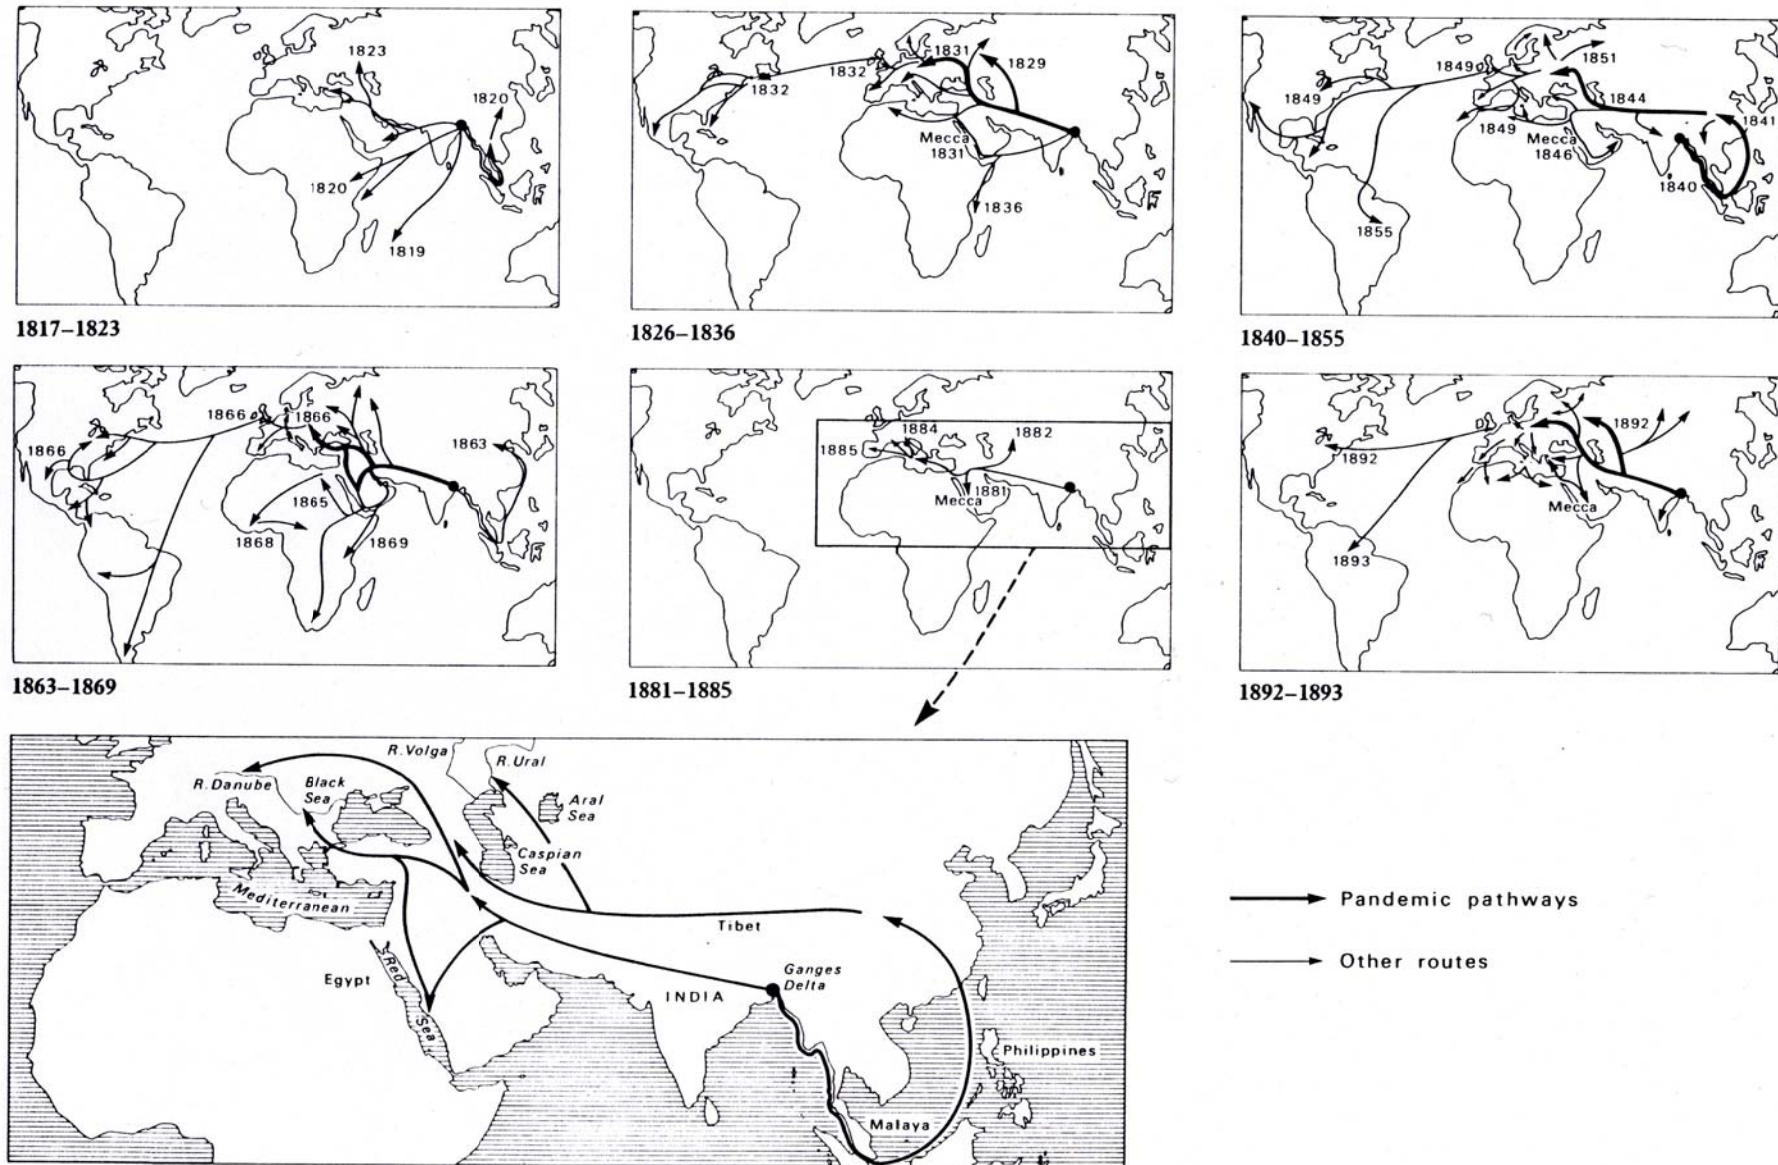 1823
1820
1820
1819
1817–1823
1831
1829
1832
1832
Mecca
1831
1836
1826–1836
1851
1849
1849
1844
1841
1849
Mecca
1846
1840
1855
1840–1855
1866
1866
1863
1866
1865
1868
1869
1863–1869
1884
1882
1885
1881
Mecca
1881–1885
1892
1892
Mecca
1893
1892–1893
R.Volga
R.Ural
R.Danube
Black
Sea
Aral
Sea
Caspian
Sea
Mediterranean
Tibet
Egypt
Red
Sea
INDIA
Ganges
Delta
Philippines
Malaya
Pandemic pathways
Other routes